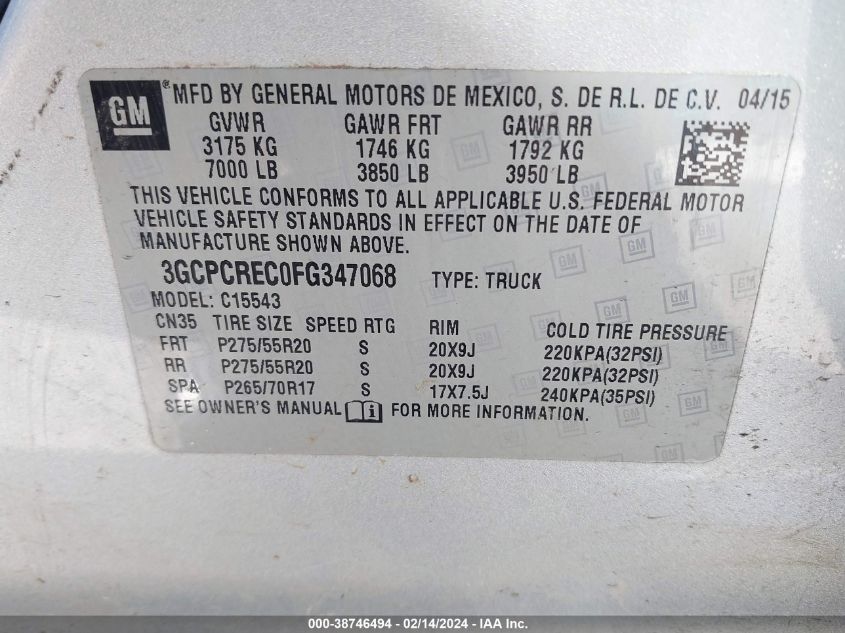 GM ® MFD BY GENERAL MOTORS DE MEXICO, S. DE R.L. DE C.V. 04/15
GVWR GAWR FRT GAWR RR
3175 KG 1746 KG 1792 KG
7000 LB 3850 LB 3950 LB
THIS VEHICLE CONFORMS TO ALL APPLICABLE U.S. FEDERAL MOTOR
VEHICLE SAFETY STANDARDS IN EFFECT ON THE DATE OF
MANUFACTURE SHOWN ABOVE.
3GCPCREC0FG347068 TYPE: TRUCK
MODEL: C15543
CN35 TIRE SIZE SPEED RTG RIM COLD TIRE PRESSURE
FRT P275/55R20 S 20X9J 220KPA(32PSI)
RR P275/55R20 S 20X9J 220KPA(32PSI)
SPA P265/70R17 S 17X7.5J 240KPA(35PSI)
SEE OWNER'S MANUAL i FOR MORE INFORMATION.
000-38746494 - 02/14/2024 - IAA Inc.